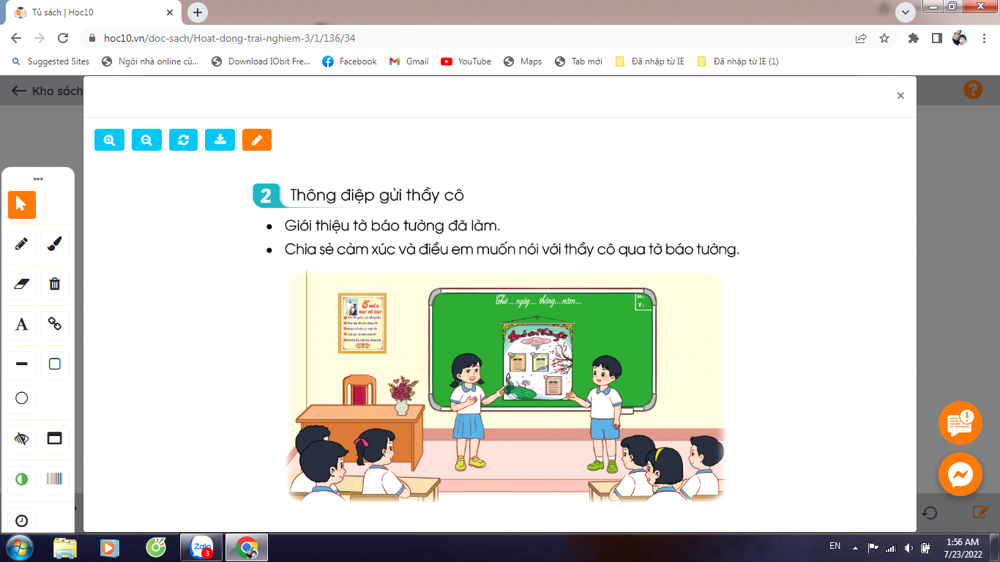 Tủ sách | Hoc10
hoc10.vn/doc-sach/Hoat-dong-trai-nghiem-3/1/136/34
Suggested Sites Ngôi nhà online củ... Download IObit Fre... Facebook Gmail YouTube Maps Tab mới Đã nhập từ IE Đã nhập từ IE (1)
Kho sách
2 Thông điệp gửi thầy cô
• Giới thiệu tờ báo tường đã làm.
• Chia sẻ cảm xúc và điều em muốn nói với thầy cô qua tờ báo tường.
Thứ... ngày... tháng... năm...
SS:
V:
5 ĐIỀU
BÁC HỒ DẠY
A
Zalo
3
EN
1:56 AM
7/23/2022